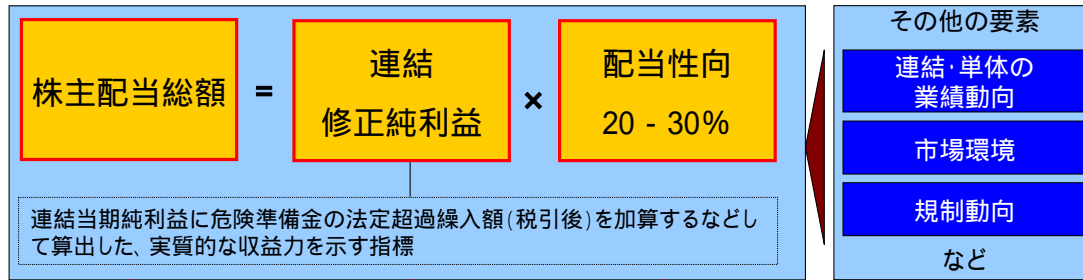 株主配当総額
=
連結
修正純利益
×
配当性向
20 - 30%
連結当期純利益に危険準備金の法定超過繰入額(税引後)を加算するなどし
て算出した、実質的な収益力を示す指標
その他の要素
連結・単体の
業績動向
市場環境
規制動向
など